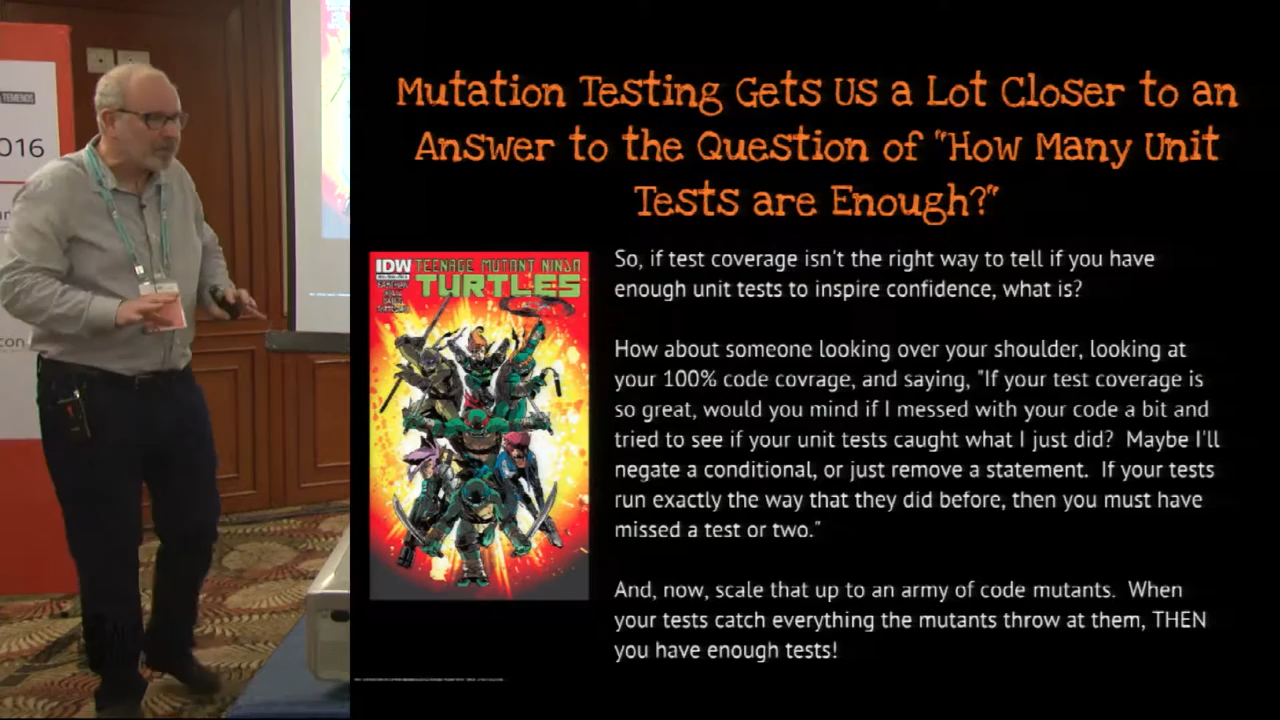 TEMENOS
016
con
Mutation Testing Gets Us a Lot Closer to an
Answer to the Question of "How Many Unit
Tests are Enough?"
IDW TEENAGE MUTANT NINJA
TURTLES
So, if test coverage isn't the right way to tell if you have
enough unit tests to inspire confidence, what is?
How about someone looking over your shoulder, looking at
your 100% code covrage, and saying, "If your test coverage is
so great, would you mind if I messed with your code a bit and
tried to see if your unit tests caught what I just did?  Maybe I'll
negate a conditional, or just remove a statement.  If your tests
run exactly the way that they did before, then you must have
missed a test or two."
And, now, scale that up to an army of code mutants.  When
your tests catch everything the mutants throw at them, THEN
you have enough tests!